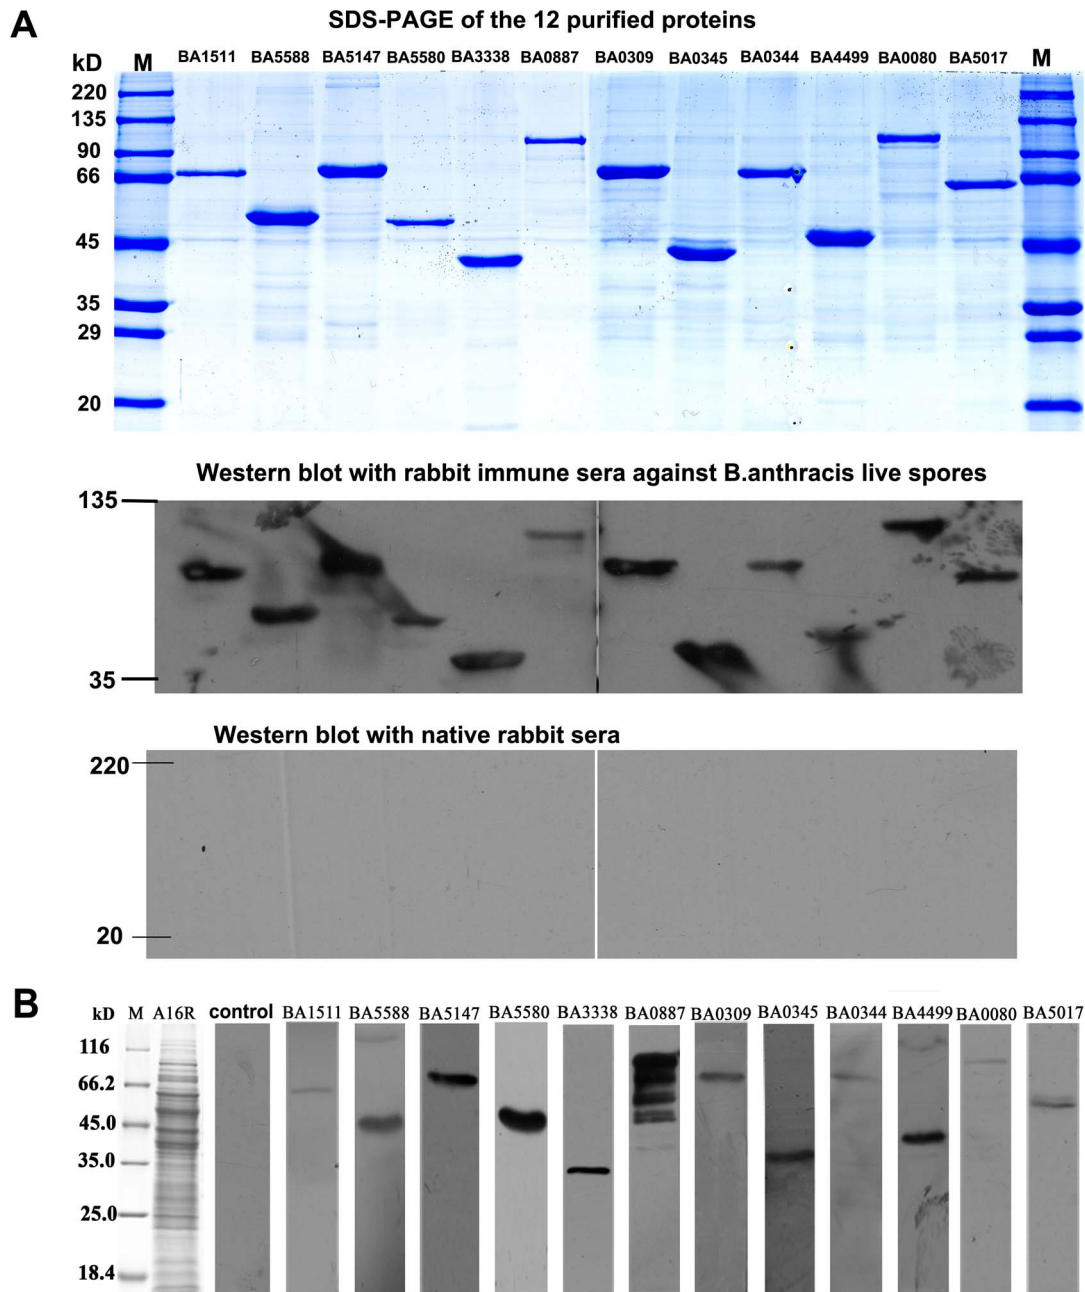 A
SDS-PAGE of the 12 purified proteins
kD M BA1511 BA5588 BA5147 BA5580 BA3338 BA0887 BA0309 BA0345 BA0344 BA4499 BA0080 BA5017 M
220
135
90
66
45
35
29
20
Western blot with rabbit immune sera against B.anthracis live spores
135
35
Western blot with native rabbit sera
220
20
B
kD M A16R control BA1511 BA5588 BA5147 BA5580 BA3338 BA0887 BA0309 BA0345 BA0344 BA4499 BA0080 BA5017
116
66.2
45.0
35.0
25.0
18.4